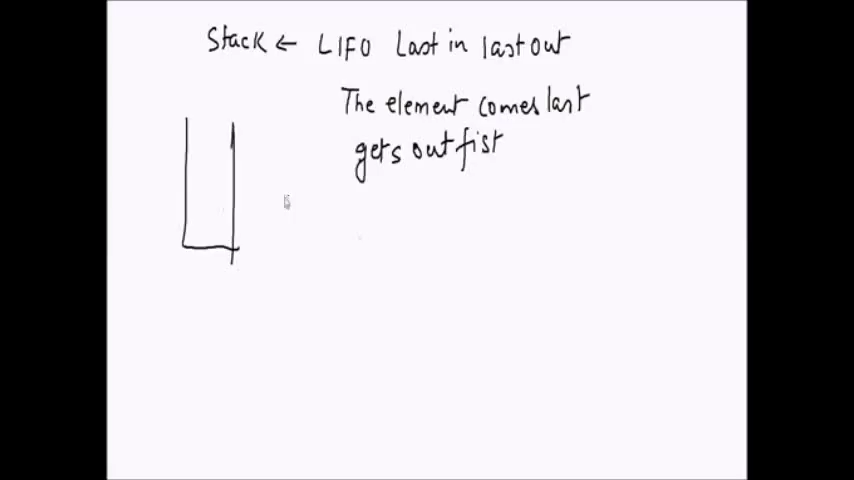 Stack ← LIFO Last in last out
The element comes last
gets out fist